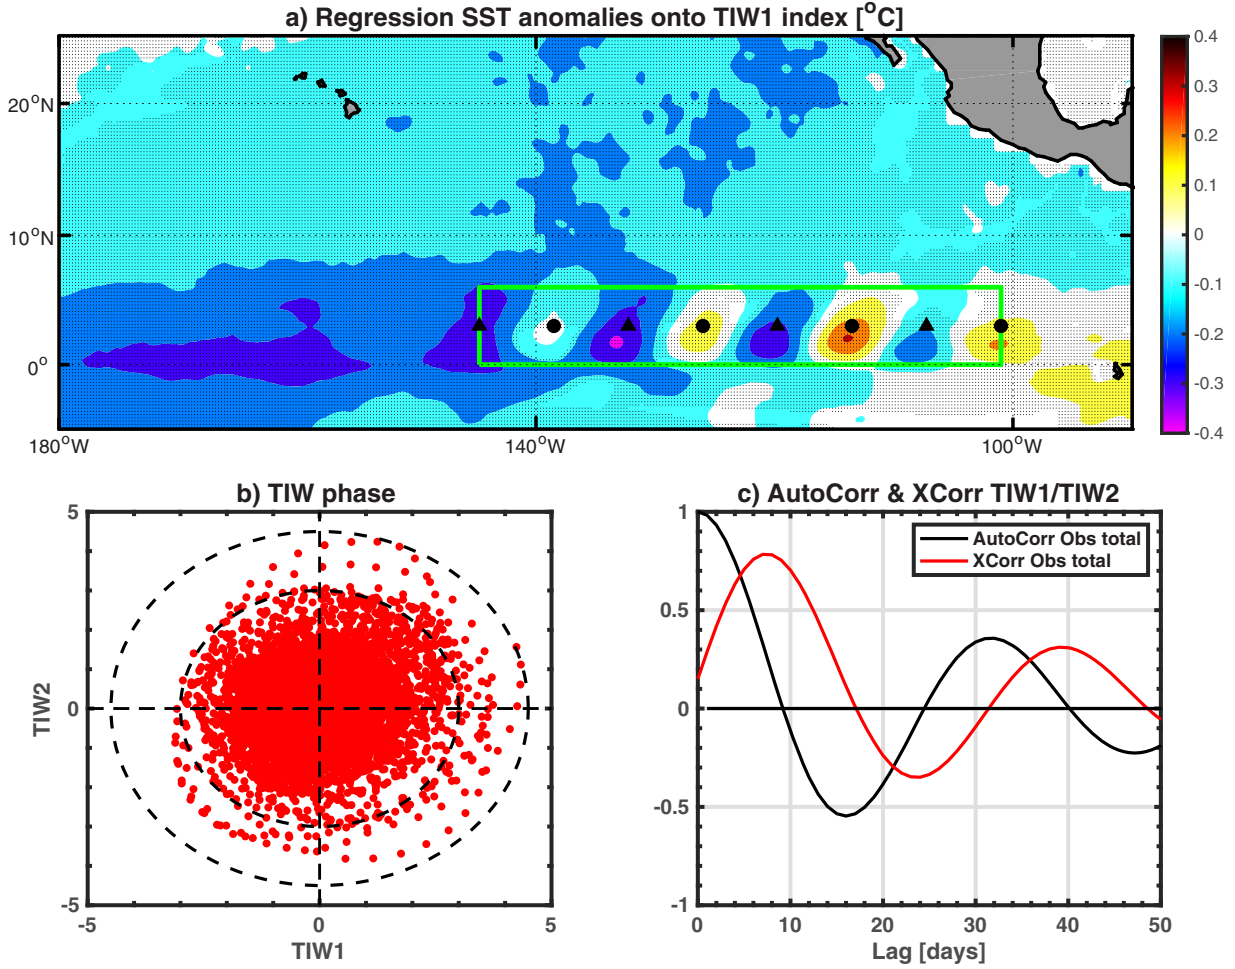 a) Regression SST anomalies onto TIW1 index [°C]
20°N
10°N
0°
180°W
140°W
100°W
0.4
0.3
0.2
0.1
0
-0.1
-0.2
-0.3
-0.4
b) TIW phase
5
0
-5
TIW2
-5
0
5
TIW1
c) AutoCorr & XCorr TIW1/TIW2
AutoCorr Obs total
XCorr Obs total
1
0.5
0
-0.5
-1
0
10
20
30
40
50
Lag [days]